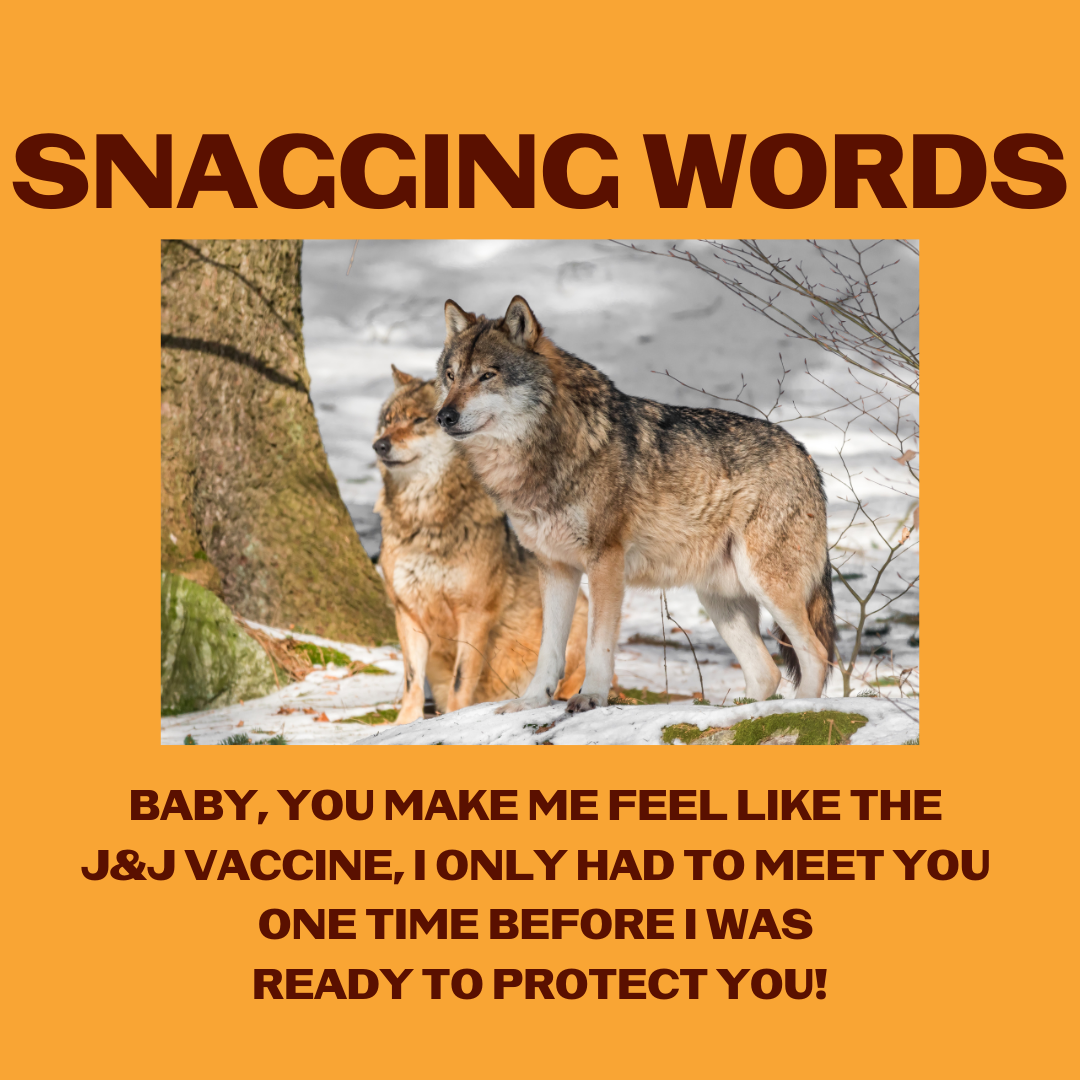 SNAGGING WORDS
BABY, YOU MAKE ME FEEL LIKE THE
J&J VACCINE, I ONLY HAD TO MEET YOU
ONE TIME BEFORE I WAS
READY TO PROTECT YOU!